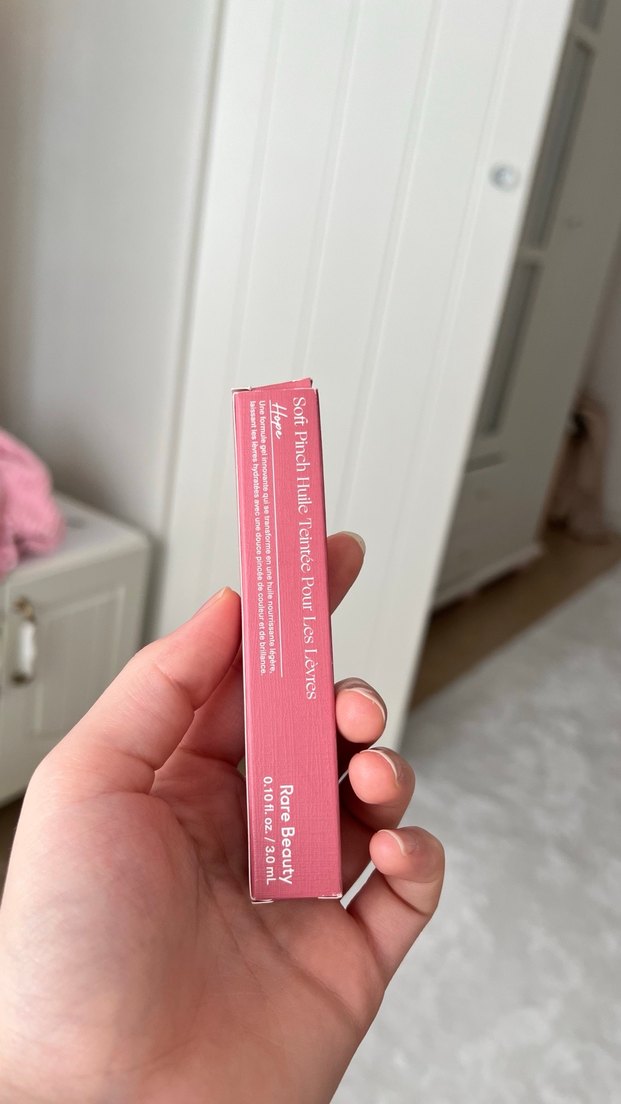 Soft Pinch Huile Teintée Pour Les Lèvres
Hope
Une formule gel innovante qui se transforme en une huile nourrissante légère,
laissant les lèvres hydratées avec une douce pincée de couleur et de brillance.
Rare Beauty
0.10 fl. oz. / 3.0 mL